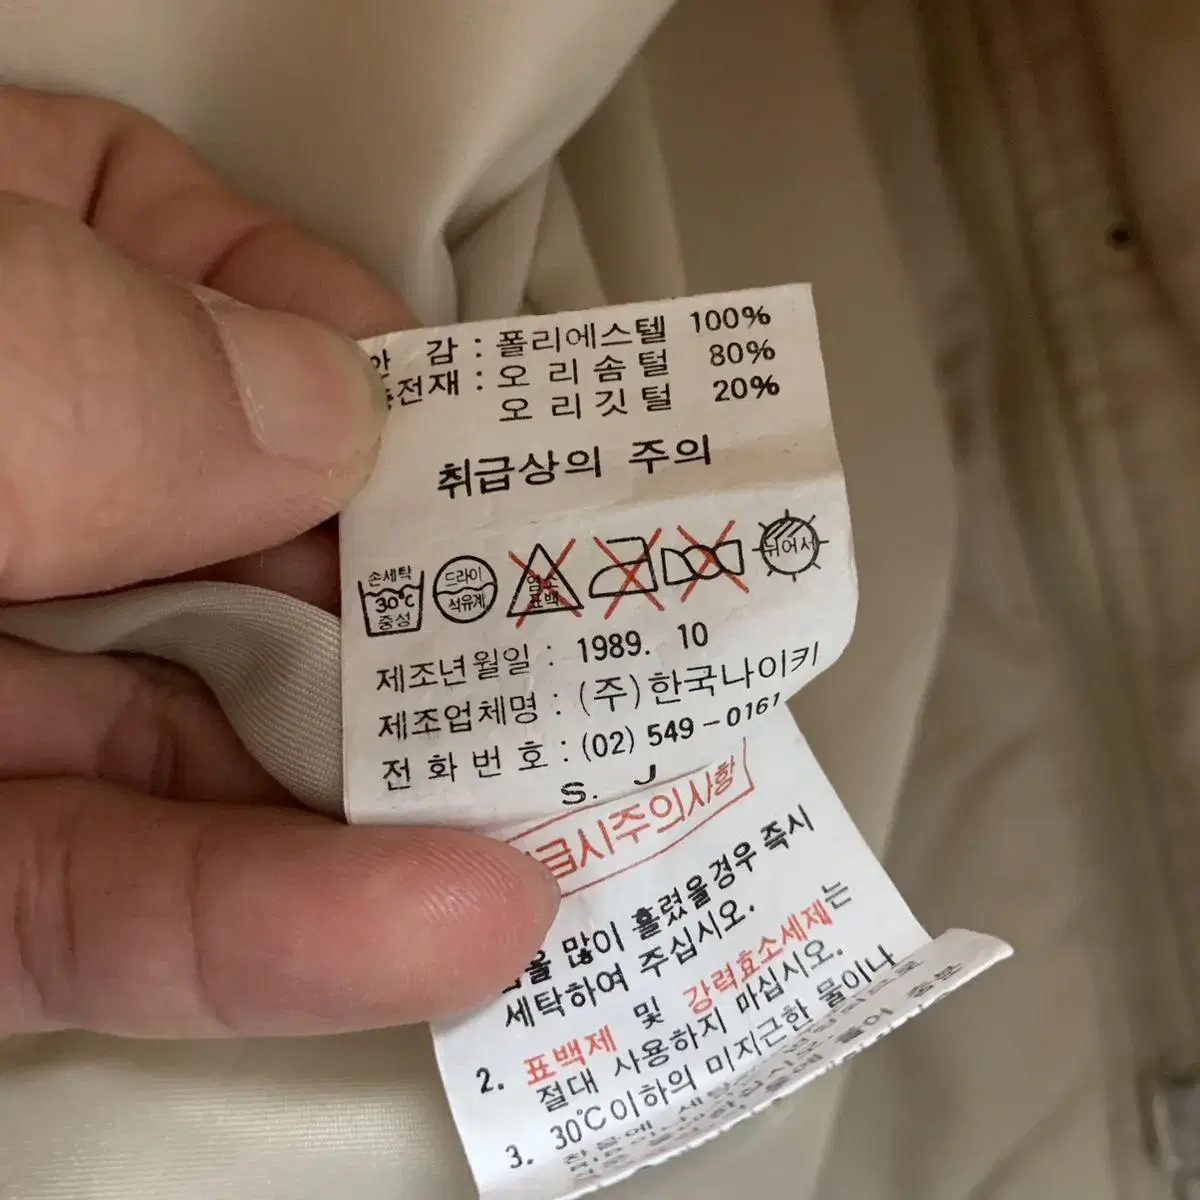 안 감 : 폴리에스텔 100%
충전재 : 오 리 솜 털 80%
오 리 깃 털 20%
취급상의 주의
손세탁 30℃ 중성
드라이 석유계
염소 표백
뉘어서
제조년월일 : 1989. 10
제조업체명 : (주)한국나이키
전 화 번 호 : (02) 549-0161
S. J
급시주의사항
많이 흘렸을경우 즉시
세탁하여 주십시오.
2. 표백제 및 강력효소세제는
절대 사용하지 마십시오.
3. 30℃이하의 미지근한 물이나
찬물에